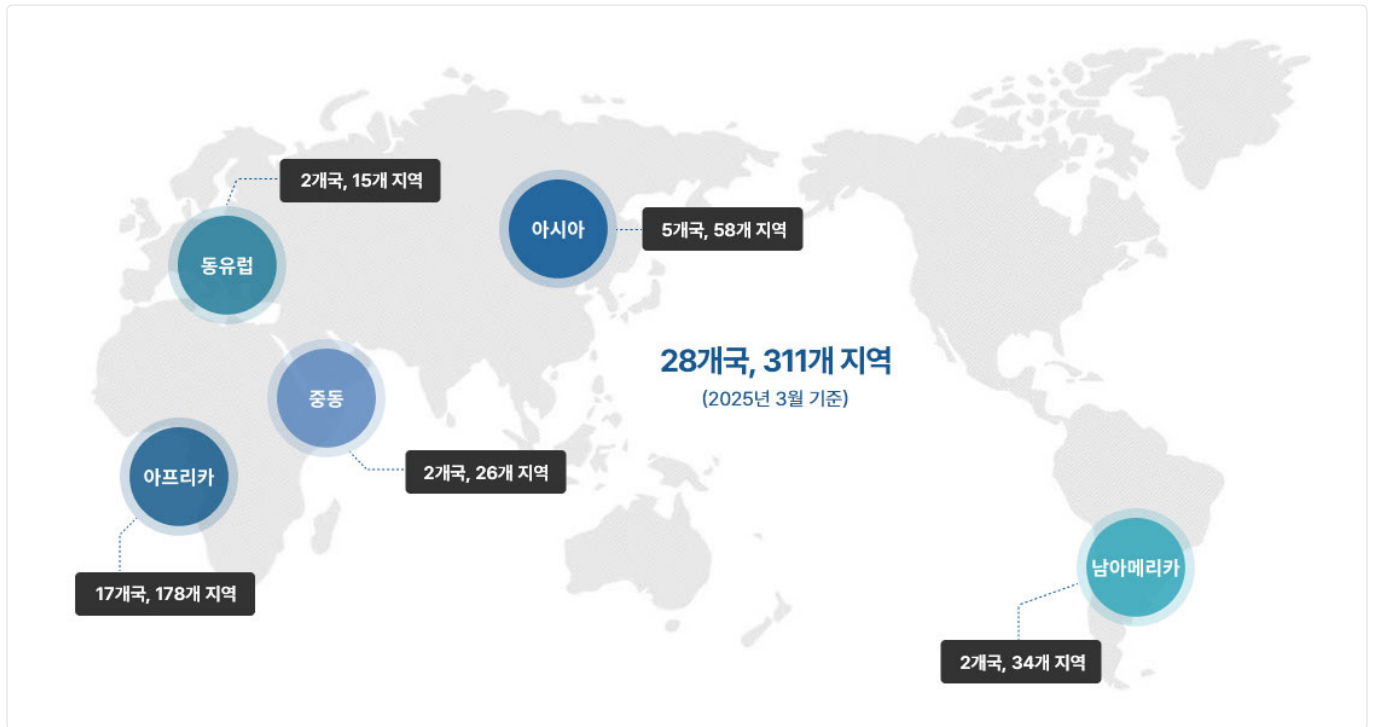 2개국, 15개 지역
동유럽
아시아
5개국, 58개 지역
28개국, 311개 지역
(2025년 3월 기준)
중동
2개국, 26개 지역
아프리카
17개국, 178개 지역
남아메리카
2개국, 34개 지역